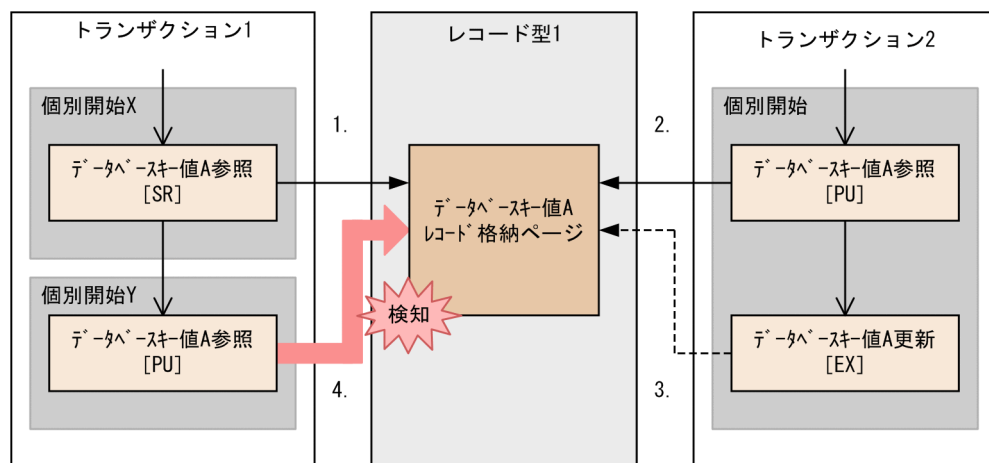 トランザクション1
個別開始X
ﾃﾞｰﾀﾍﾞｰｽｷｰ値A参照
[SR]
個別開始Y
ﾃﾞｰﾀﾍﾞｰｽｷｰ値A参照
[PU]
1.
4.
レコード型1
ﾃﾞｰﾀﾍﾞｰｽｷｰ値A
ﾚｺｰﾄﾞ格納ページ
検知
2.
3.
トランザクション2
個別開始
ﾃﾞｰﾀﾍﾞｰｽｷｰ値A参照
[PU]
ﾃﾞｰﾀﾍﾞｰｽｷｰ値A更新
[EX]